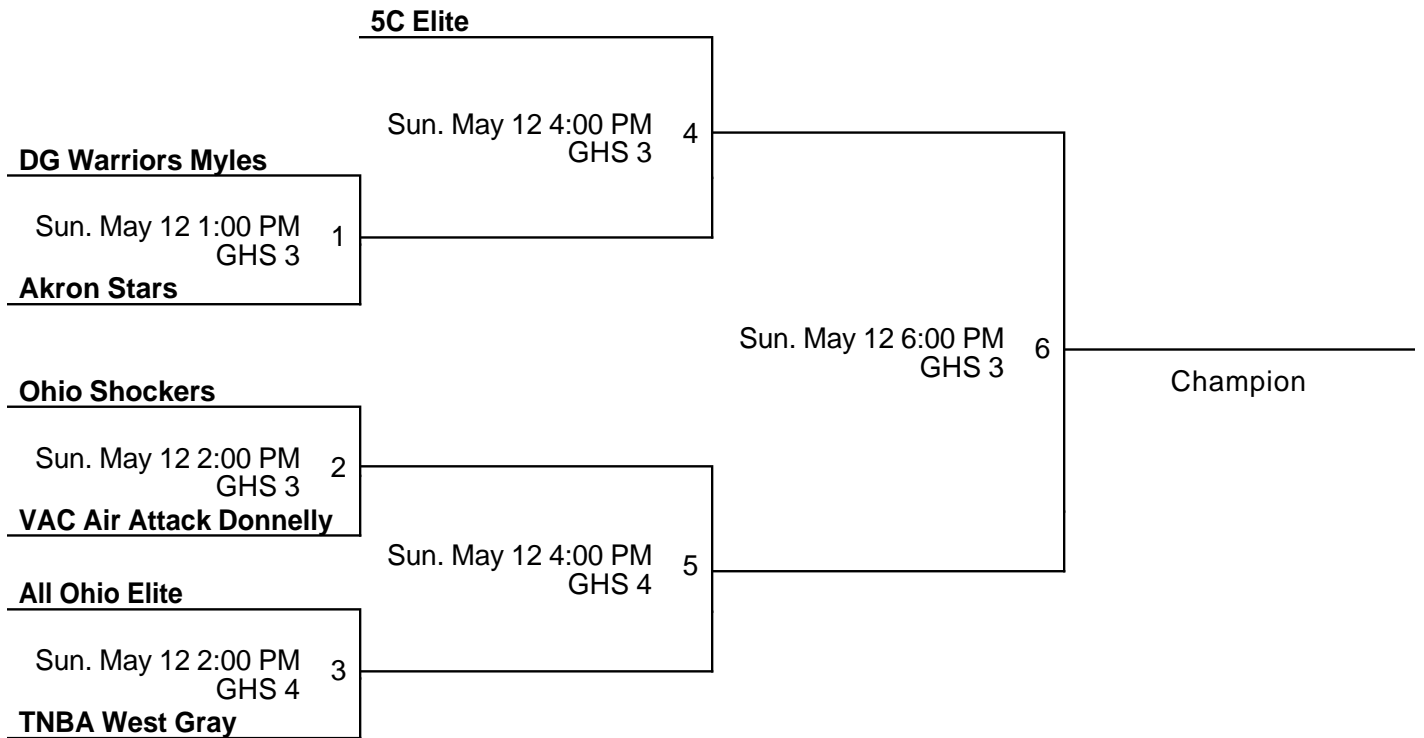 5C Elite
Sun. May 12 4:00 PM
GHS 3
4
DG Warriors Myles
Sun. May 12 1:00 PM
GHS 3
1
Akron Stars
Sun. May 12 6:00 PM
GHS 3
6
Champion
Ohio Shockers
Sun. May 12 2:00 PM
GHS 3
2
VAC Air Attack Donnelly
Sun. May 12 4:00 PM
GHS 4
5
All Ohio Elite
Sun. May 12 2:00 PM
GHS 4
3
TNBA West Gray